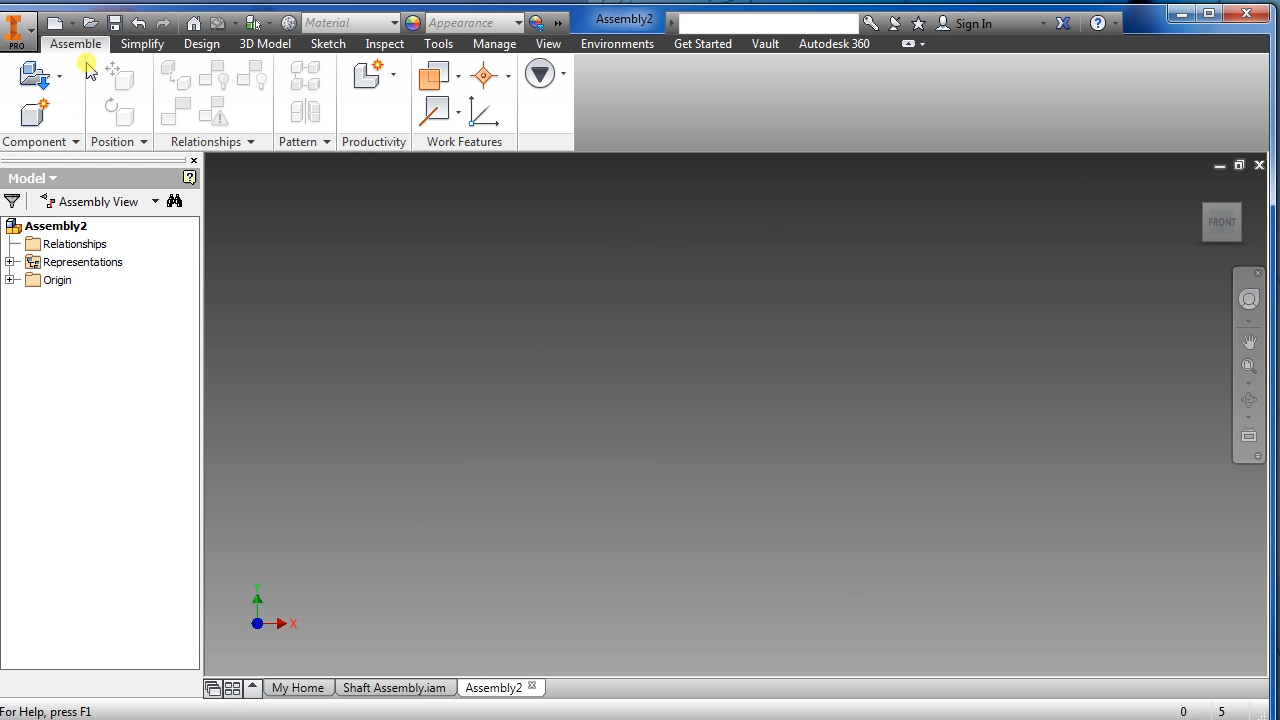 Material
Appearance
Assembly2
Sign In
PRO
Assemble
Simplify
Design
3D Model
Sketch
Inspect
Tools
Manage
View
Environments
Get Started
Vault
Autodesk 360
Component
Position
Relationships
Pattern
Productivity
Work Features
Model
Assembly View
Assembly2
Relationships
Representations
Origin
FRONT
Y
X
My Home
Shaft Assembly.iam
Assembly2
For Help, press F1
0
5